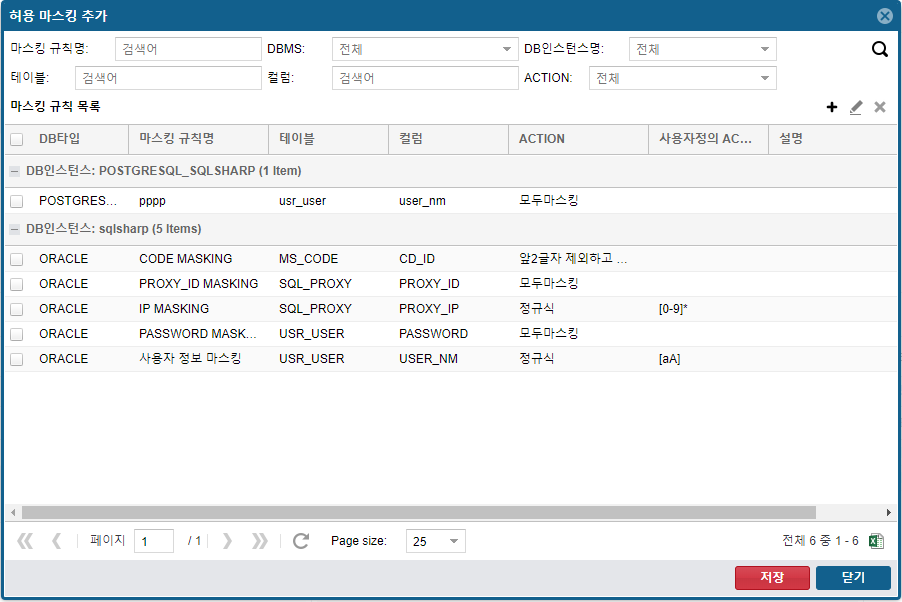 허용 마스킹 추가
마스킹 규칙명: 검색어 DBMS: 전체 DB인스턴스명: 전체
테이블: 검색어 컬럼: 검색어 ACTION: 전체
마스킹 규칙 목록
DB타입 마스킹 규칙명 테이블 컬럼 ACTION 사용자정의 AC... 설명
DB인스턴스: POSTGRESQL_SQLSHARP (1 Item)
POSTGRES... pppp usr_user user_nm 모두마스킹
DB인스턴스: sqlsharp (5 Items)
ORACLE CODE MASKING MS_CODE CD_ID 앞2글자 제외하고 ...
ORACLE PROXY_ID MASKING SQL_PROXY PROXY_ID 모두마스킹
ORACLE IP MASKING SQL_PROXY PROXY_IP 정규식 [0-9]*
ORACLE PASSWORD MASK... USR_USER PASSWORD 모두마스킹
ORACLE 사용자 정보 마스킹 USR_USER USER_NM 정규식 [aA]
페이지 1 / 1 Page size: 25 전체 6 중 1 - 6
저장 닫기